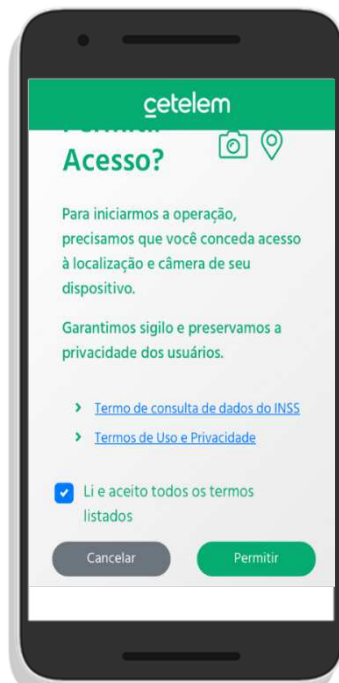 cetelem
Permitir
Acesso?
Para iniciarmos a operação,
precisamos que você conceda acesso
à localização e câmera de seu
dispositivo.
Garantimos sigilo e preservamos a
privacidade dos usuários.
Termo de consulta de dados do INSS
Termos de Uso e Privacidade
Li e aceito todos os termos
listados
Cancelar
Permitir